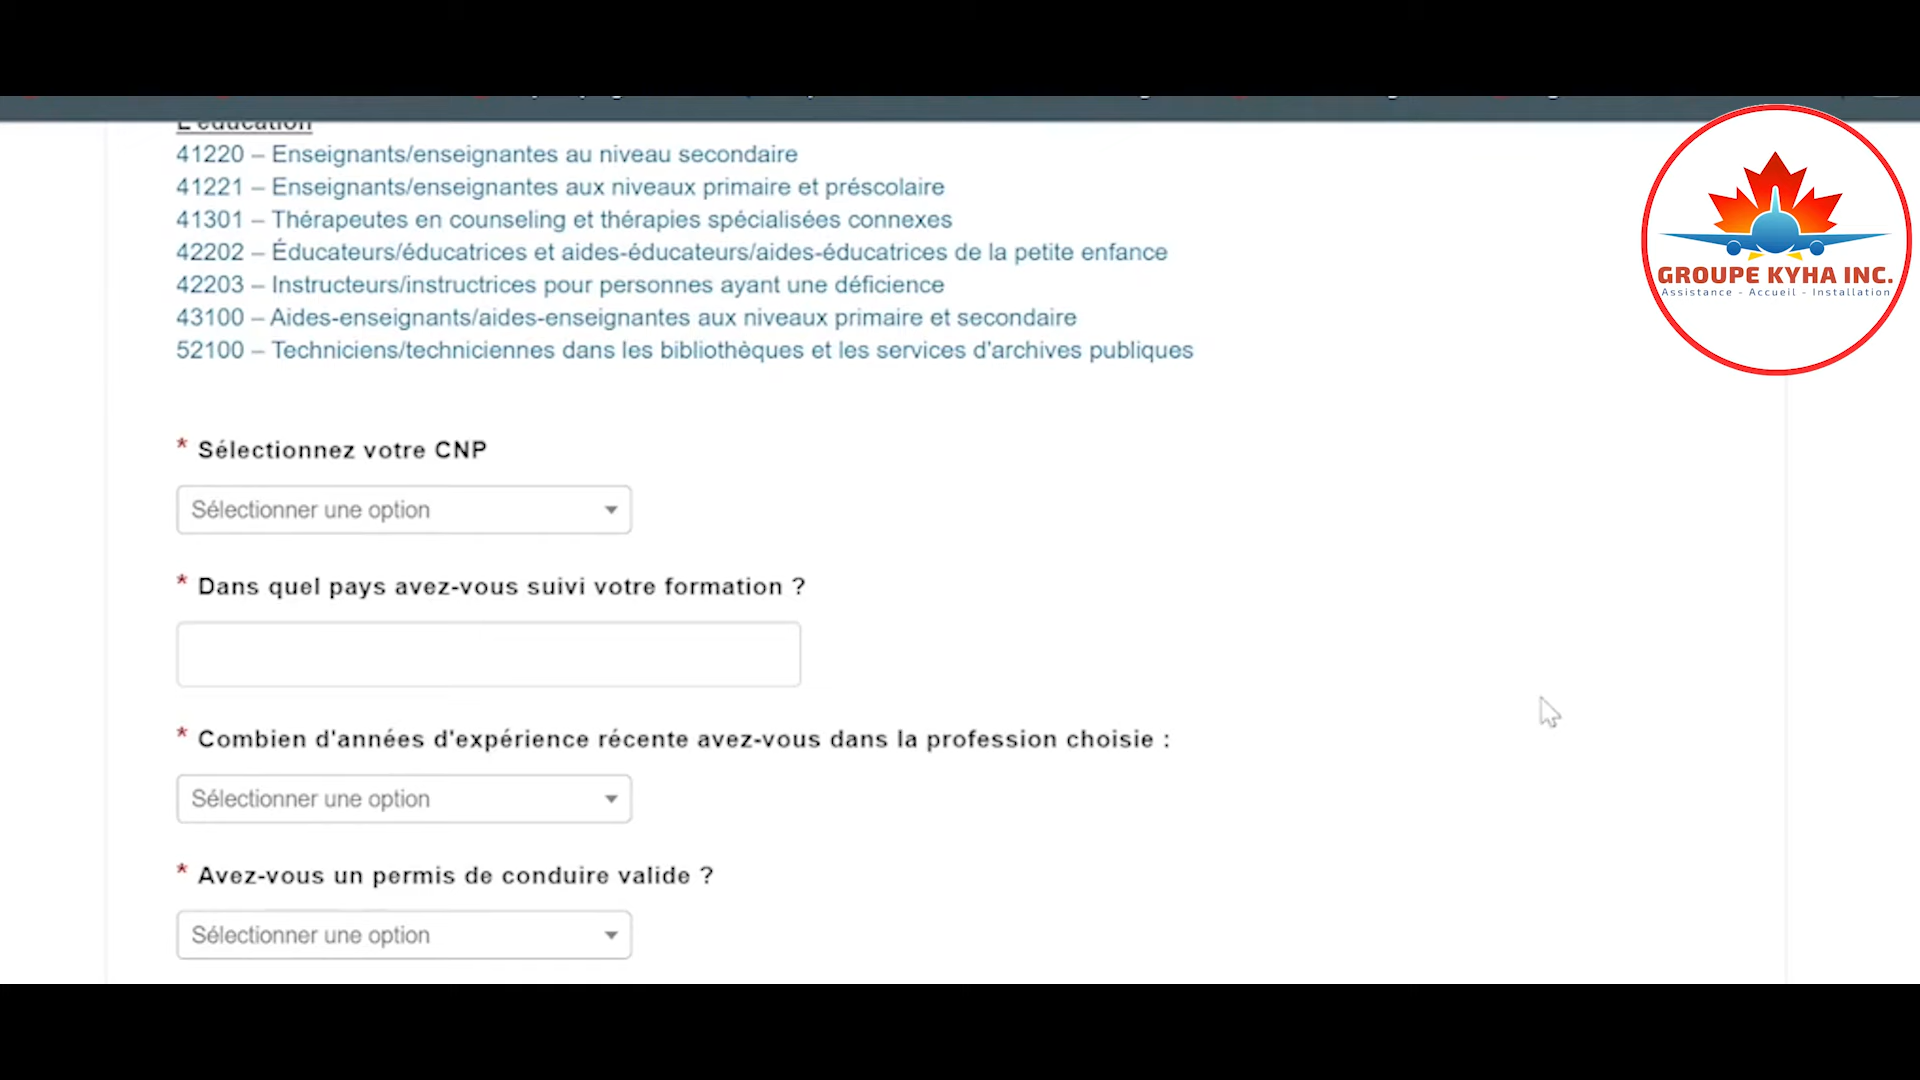 L'éducation
41220 – Enseignants/enseignantes au niveau secondaire
41221 – Enseignants/enseignantes aux niveaux primaire et préscolaire
41301 – Thérapeutes en counseling et thérapies spécialisées connexes
42202 – Éducateurs/éducatrices et aides-éducateurs/aides-éducatrices de la petite enfance
42203 – Instructeurs/instructrices pour personnes ayant une déficience
43100 – Aides-enseignants/aides-enseignantes aux niveaux primaire et secondaire
52100 – Techniciens/techniciennes dans les bibliothèques et les services d'archives publiques
GROUPE KYHA INC.
Assistance - Accueil - Installation
* Sélectionnez votre CNP
Sélectionner une option
* Dans quel pays avez-vous suivi votre formation ?
* Combien d'années d'expérience récente avez-vous dans la profession choisie :
Sélectionner une option
* Avez-vous un permis de conduire valide ?
Sélectionner une option